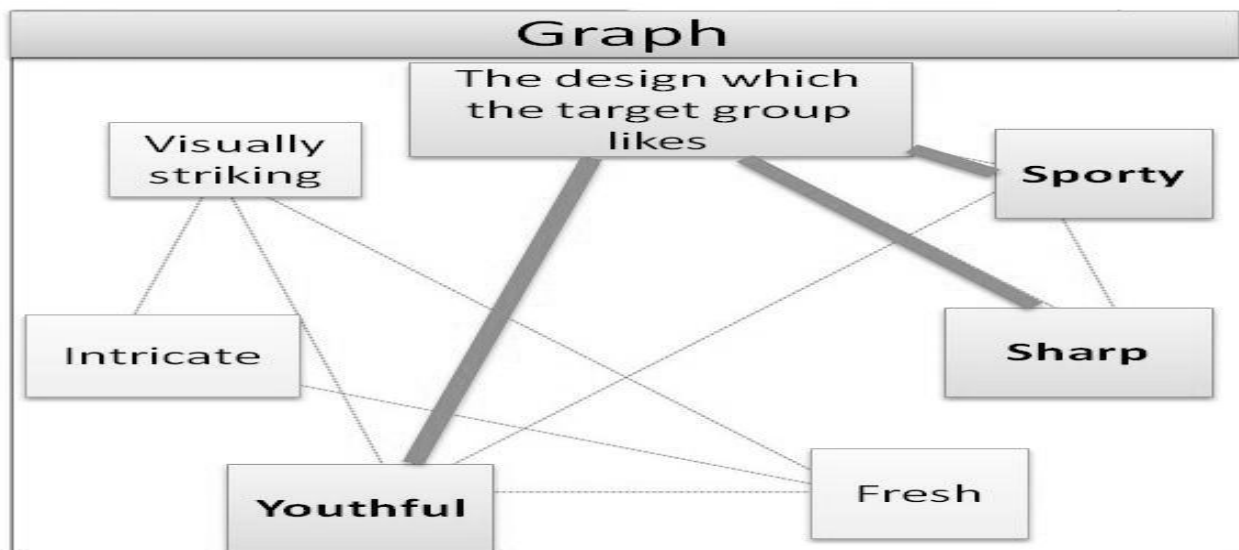 Graph
The design which
the target group
likes
Visually
striking
Sporty
Intricate
Sharp
Youthful
Fresh